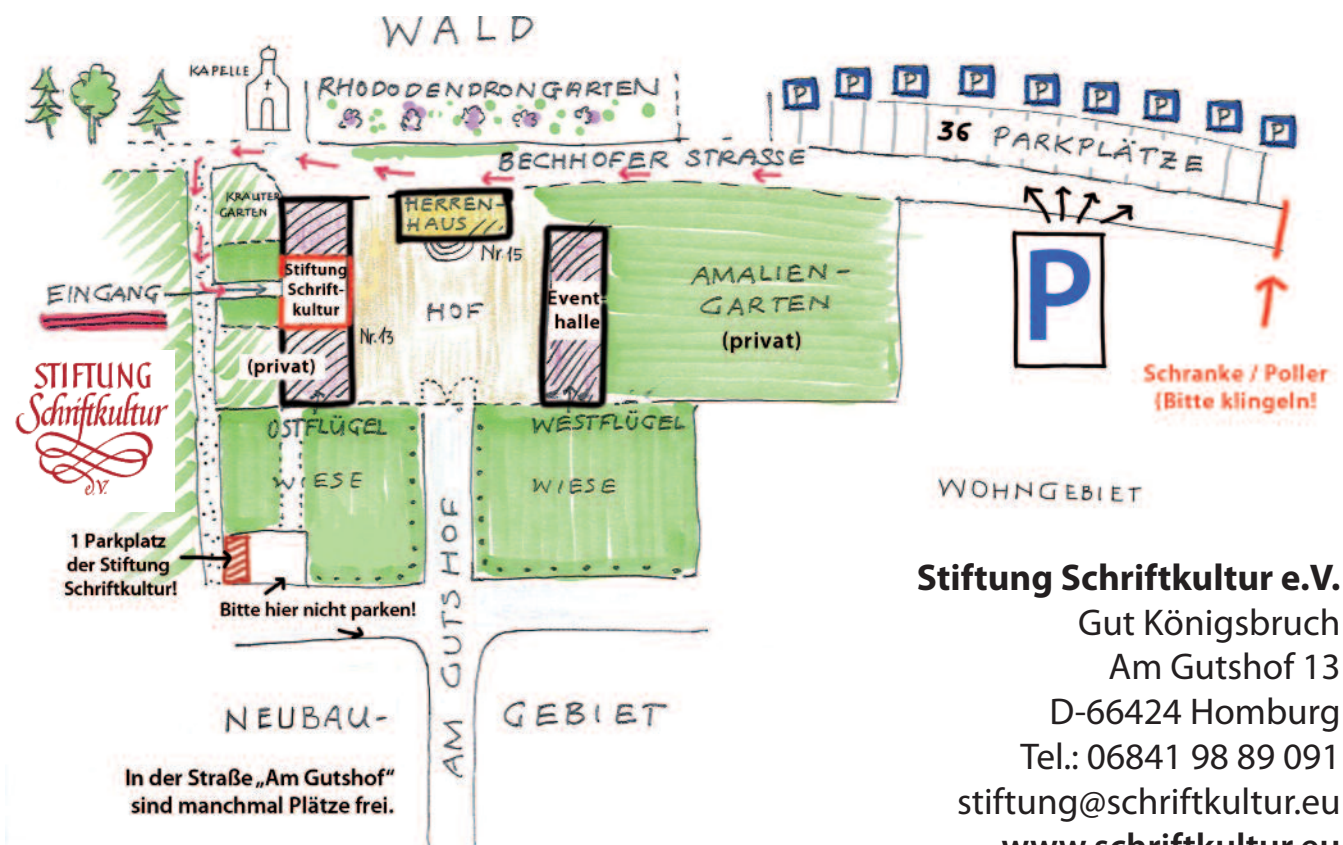 WALD
KAPELLE
RHODODENDRONGARTEN
P P P P P P P P P
36 PARKPLÄTZE
BECHHOFER STRASSE
KRÄUTER
GARTEN
HERREN-
HAUS
Nr.15
Stiftung
Schrift-
kultur
EINGANG
HOF
Event-
halle
AMALIEN-
GARTEN
(privat)
P
Nr.13
(privat)
Schranke / Poller
(Bitte klingeln!
STIFTUNG
Schriftkultur
e.V.
OSTFLÜGEL
WESTFLÜGEL
WIESE
WIESE
WOHNGEBIET
1 Parkplatz
der Stiftung
Schriftkultur!
Bitte hier nicht parken!
AM GUTSHOF
NEUBAU-
GEBIET
In der Straße „Am Gutshof“
sind manchmal Plätze frei.
Stiftung Schriftkultur e.V.
Gut Königsbruch
Am Gutshof 13
D-66424 Homburg
Tel.: 06841 98 89 091
stiftung@schriftkultur.eu
www.schriftkultur.eu